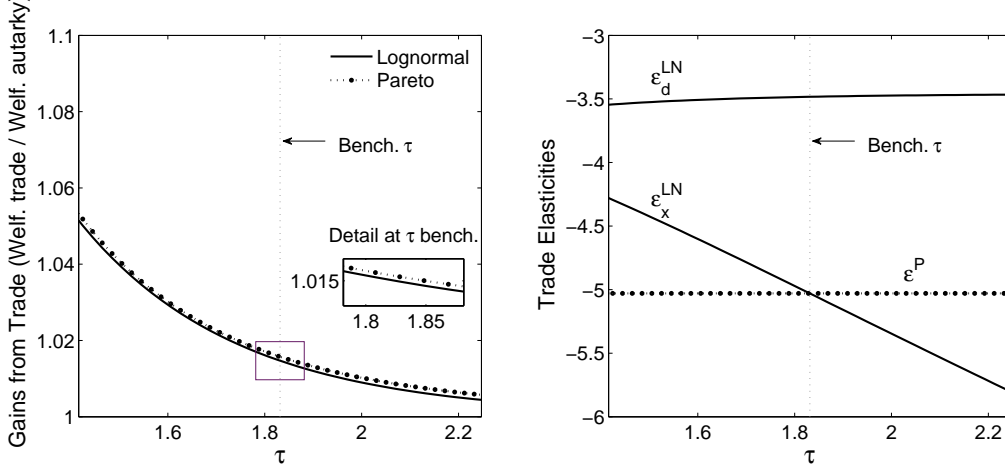 Gains from Trade (Welf. trade / Welf. autarky)
1.1
1.08
1.06
1.04
1.02
1
Lognormal
Pareto
Bench. τ
Detail at τ bench.
1.015
1.8
1.85
1.6
1.8
2
2.2
τ
Trade Elasticities
-3
-3.5
-4
-4.5
-5
-5.5
-6
ε_d^LN
Bench. τ
ε_x^LN
ε^P
1.6
1.8
2
2.2
τ